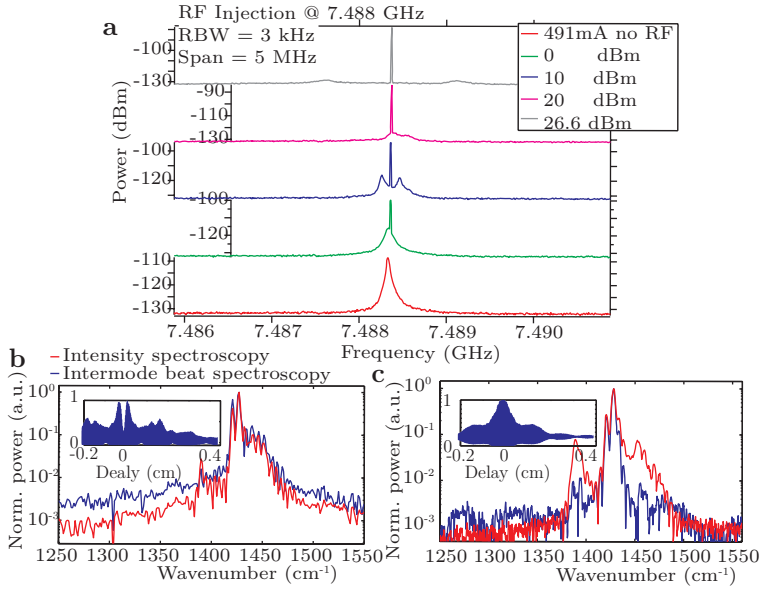 RF Injection @ 7.488 GHz
a
RBW = 3 kHz
Span = 5 MHz
491mA no RF
0 dBm
10 dBm
20 dBm
26.6 dBm
-100
-130
-90
-110
-130
-100
-120
-100
-120
-110
-130
Power (dBm)
7.486 7.487 7.488 7.489 7.490
Frequency (GHz)
b
Intensity spectroscopy
Intermode beat spectroscopy
c
Norm. power (a.u.)
10⁰
10⁻¹
10⁻²
10⁻³
1
0
-0.2 0 0.4
Dealy (cm)
1250 1300 1350 1400 1450 1500 1550
Wavenumber (cm⁻¹)
Norm. power (a.u.)
10⁰
10⁻¹
10⁻²
10⁻³
1
0
-0.2 0 0.4
Delay (cm)
1250 1300 1350 1400 1450 1500 1550
Wavenumber (cm⁻¹)